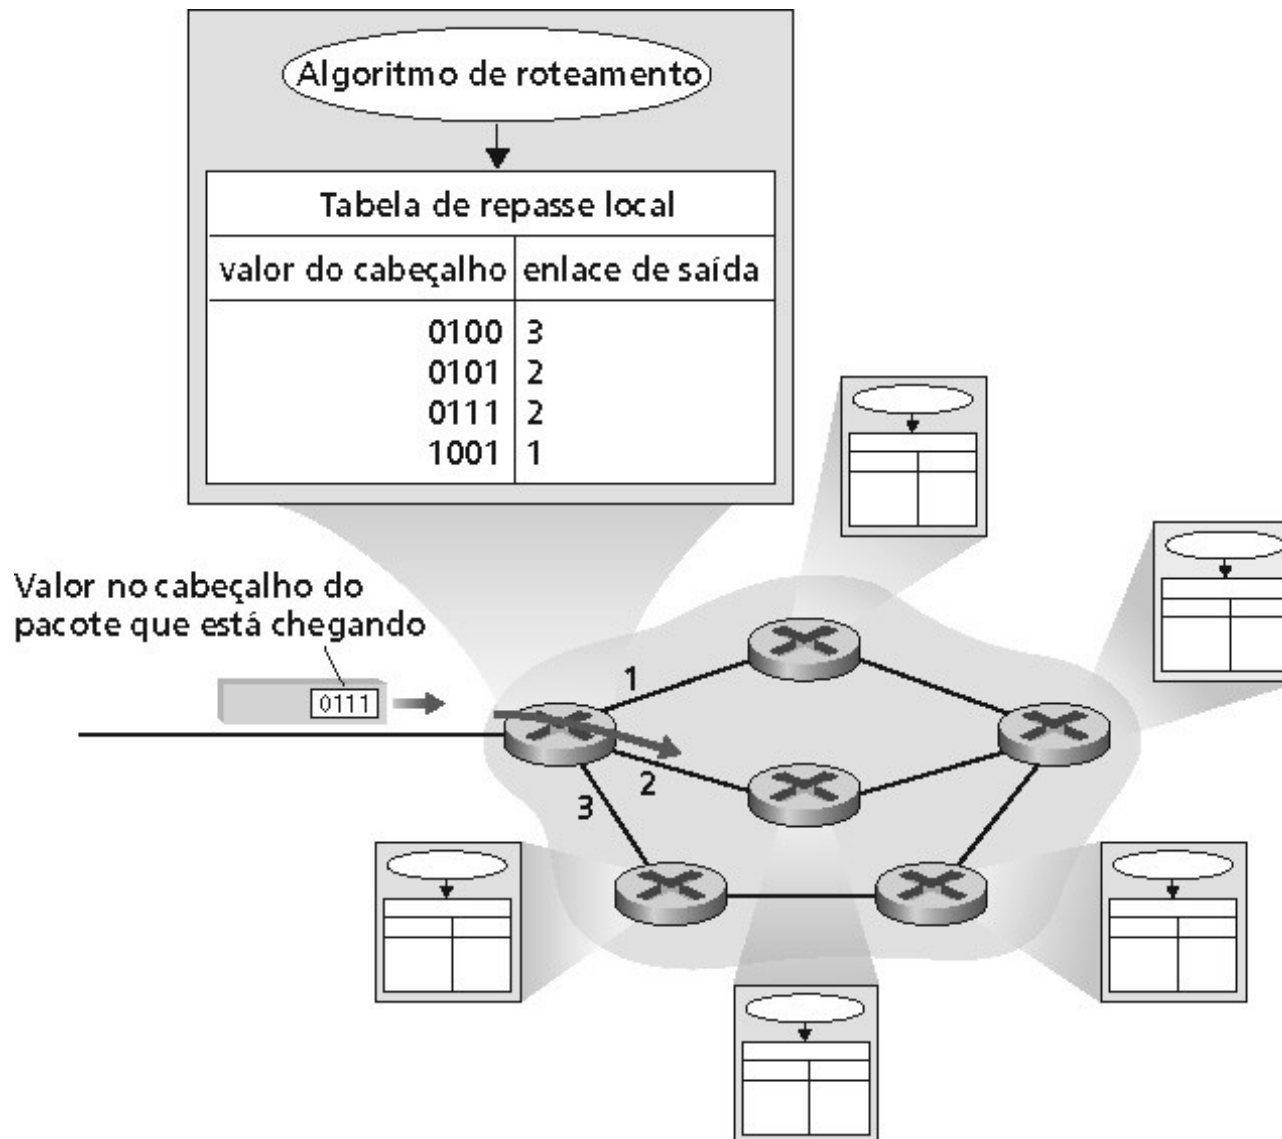 Algoritmo de roteamento
Tabela de repasse local
valor do cabeçalho enlace de saída
0100 3
0101 2
0111 2
1001 1
Valor no cabeçalho do
pacote que está chegando
0111
1
2
3